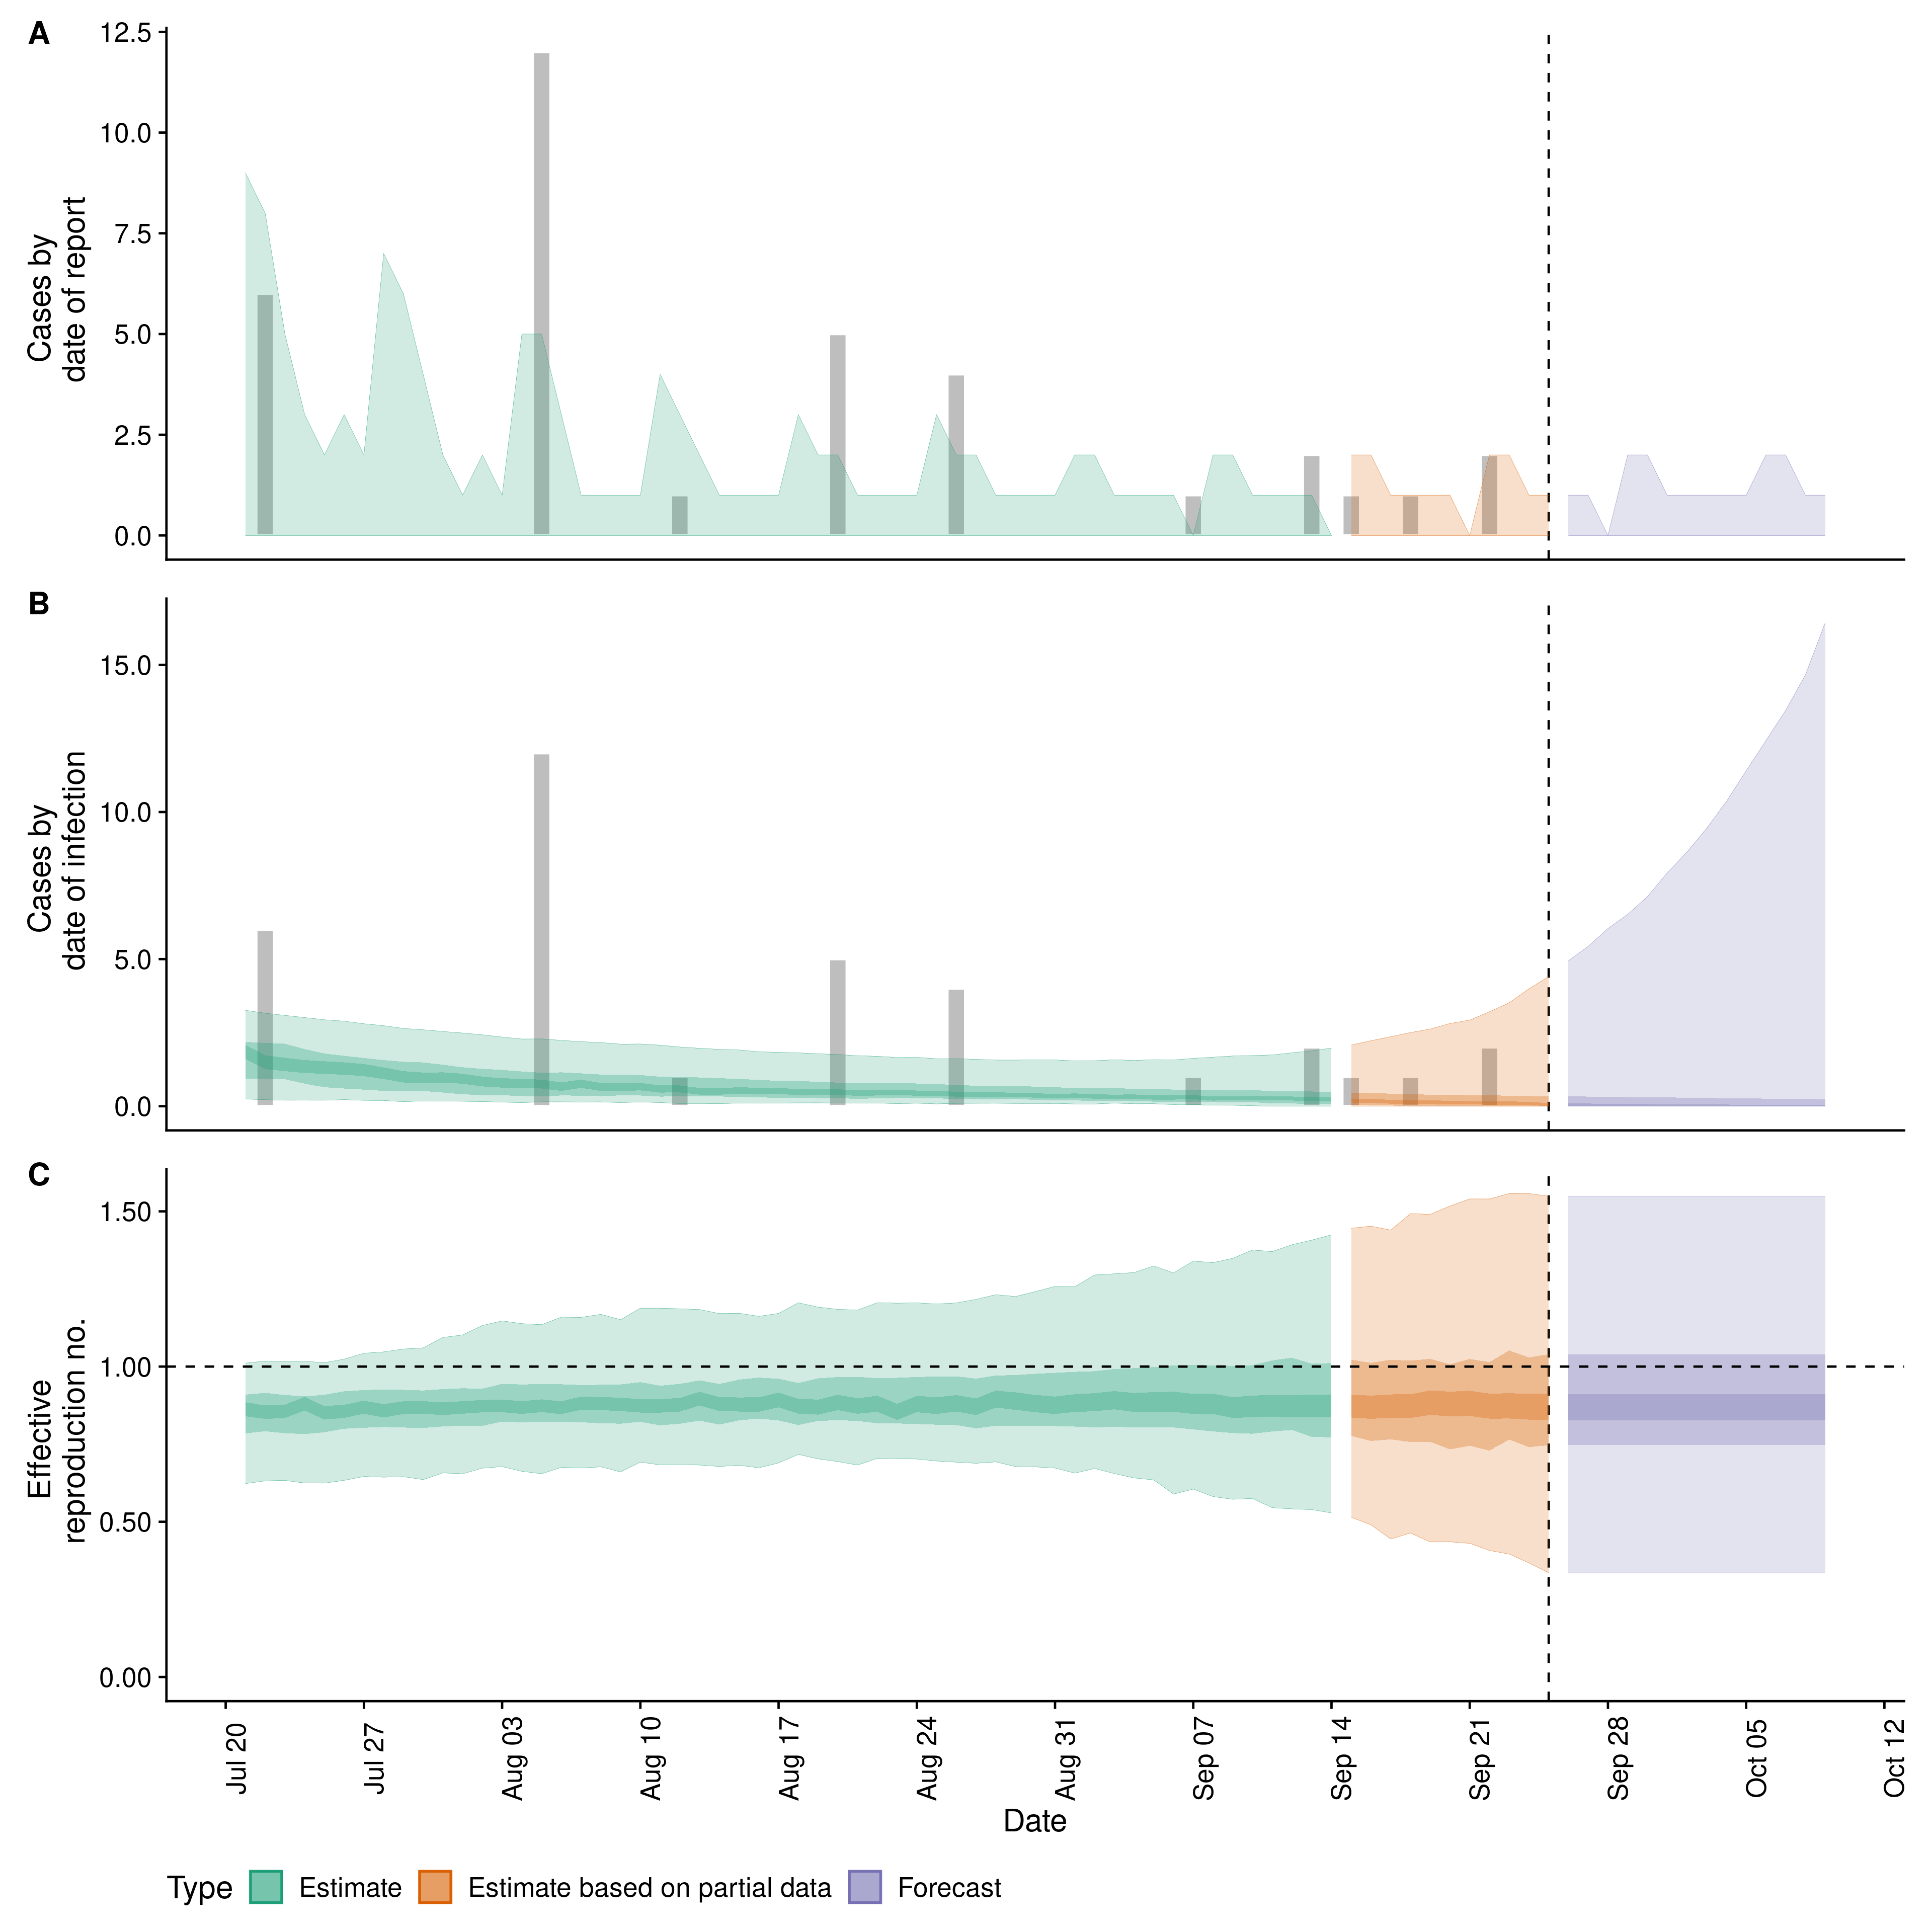 A
Cases by
date of report
12.5
10.0
7.5
5.0
2.5
0.0
B
Cases by
date of infection
15.0
10.0
5.0
0.0
C
Effective
reproduction no.
1.50
1.00
0.50
0.00
Jul 20
Jul 27
Aug 03
Aug 10
Aug 17
Aug 24
Aug 31
Sep 07
Sep 14
Sep 21
Sep 28
Oct 05
Oct 12
Date
Type Estimate Estimate based on partial data Forecast